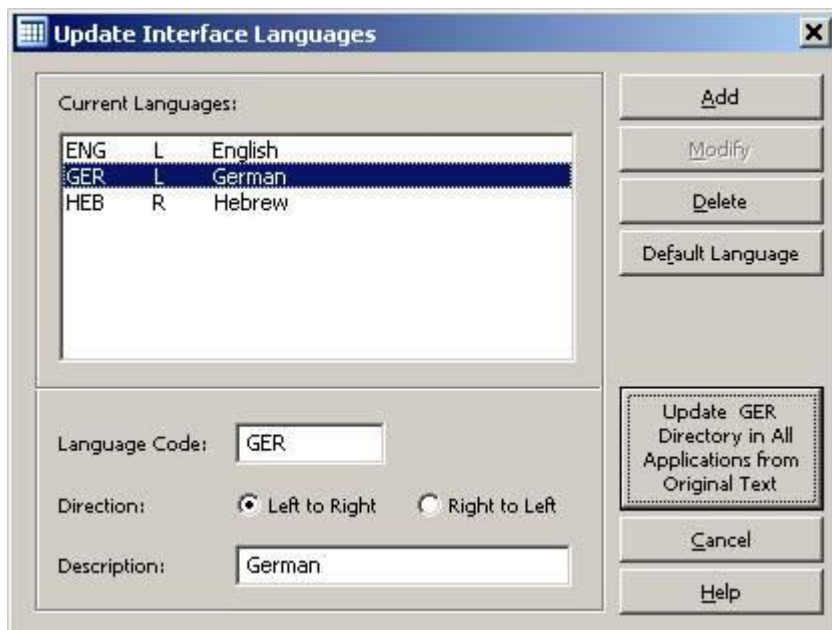 Update Interface Languages
Current Languages:
ENG L English
GER L German
HEB R Hebrew
Language Code: GER
Direction: Left to Right Right to Left
Description: German
Add
Modify
Delete
Default Language
Update GER
Directory in All
Applications from
Original Text
Cancel
Help